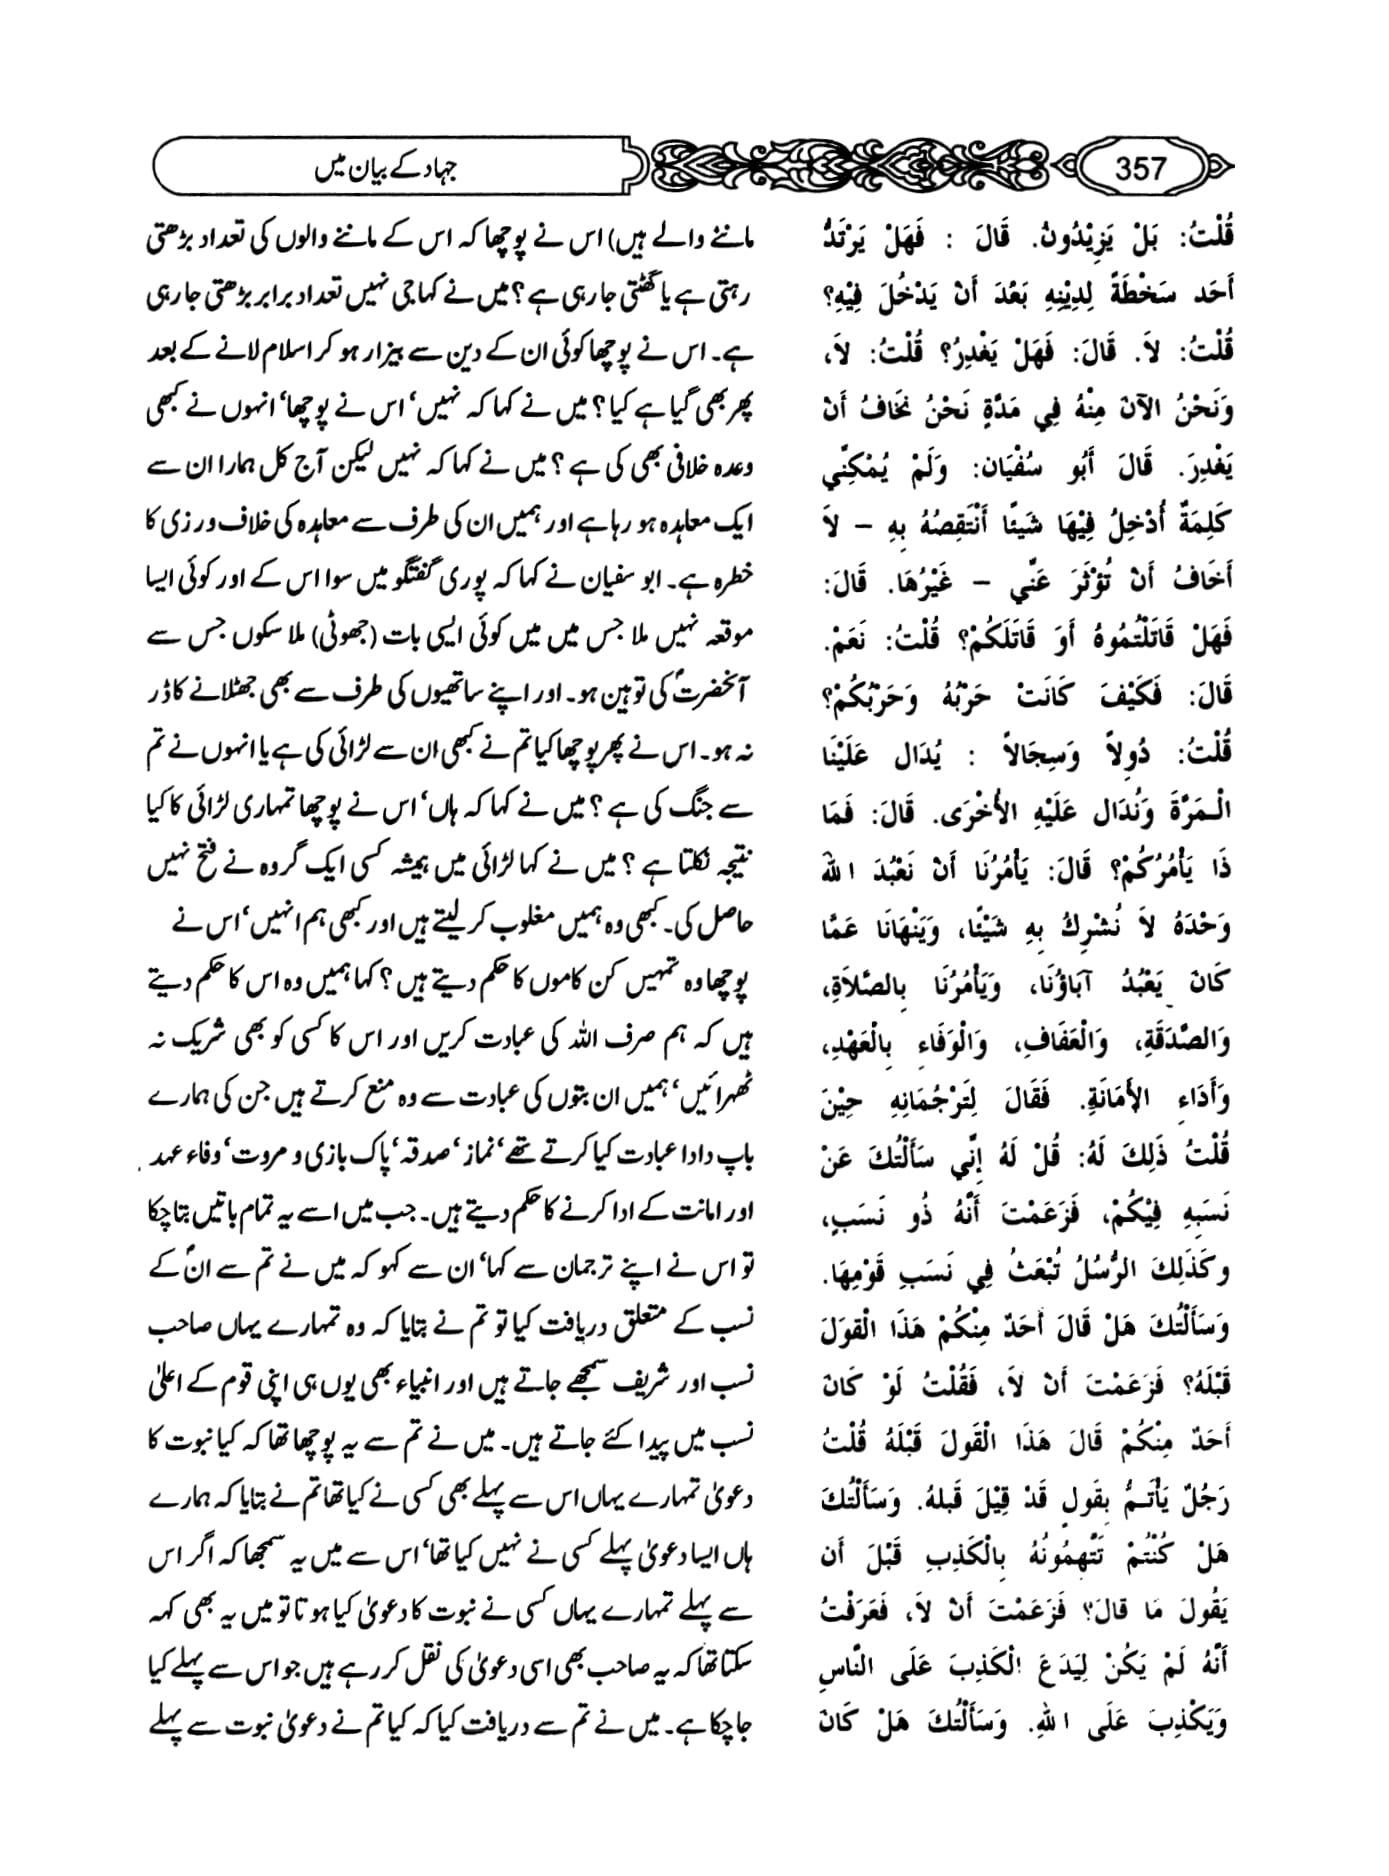 357
جہاد کے بیان میں
قُلْتُ: بَلْ يَزِيْدُونَ. قَالَ : فَهَلْ يَرْتَدُّ
أَحَد سَخْطَةً لِدِيْنِهِ بَعْدَ أَنْ يَدْخُلَ فِيْهِ؟
قُلْتُ: لاَ. قَالَ: فَهَلْ يَغْدِرُ؟ قُلْتُ: لاَ،
وَنَحْنُ الآنَ مِنْهُ فِي مَدَّةٍ نَحْنُ نَخَافُ أَنْ
يَغْدِرَ. قَالَ أَبُو سُفْيَان: وَلَمْ يُمْكِنِّي
كَلِمَةٌ أُدْخِلُ فِيْهَا شَيئًا أَنْتَقِصُهُ بِهِ – لاَ
أَخَافُ أَنْ تُؤْثَرَ عَنِّي – غَيْرُهَا. قَالَ:
فَهَلْ قَاتَلْتُمُوهُ أَوَ قَاتَلَكُمْ؟ قُلْتُ: نَعَمْ.
قَالَ: فَكَيْفَ كَانَتْ حَرْبُهُ وَحَرْبُكُمْ؟
قُلْتُ: دُولاً وَسِجَالاً : يُدَال عَلَيْنَا
الْمَرَّةَ وَنُدَال عَلَيْهِ الأُخْرَى. قَالَ: فَمَا
ذَا يَأْمُرُكُمْ؟ قَالَ: يَأْمُرُنَا أَنْ نَعْبُدَ اللهَ
وَحْدَهُ لاَ نُشْرِكُ بِهِ شَيْئًا، وَيَنْهَانَا عَمَّا
كَانَ يَعْبُدُ آبَاؤُنَا، وَيَأْمُرُنَا بِالصَّلاَةِ،
وَالصَّدَقَةِ، وَالْعَفَافِ، وَالْوَفَاءِ بِالْعَهْدِ،
وَأَدَاءِ الأَمَانَةِ. فَقَالَ لِتَرْجُمَانِهِ حِيْنَ
قُلْتُ ذَلِكَ لَهُ: قُلْ لَهُ إِنِّي سَأَلْتُكَ عَنْ
نَسَبِهِ فِيْكُمْ، فَزَعَمْتَ أَنَّهُ ذُو نَسَبٍ،
وكَذَلِكَ الرُّسُلُ تُبْعَثُ فِي نَسَبِ قَوْمِهَا.
وَسَأَلْتُكَ هَلْ قَالَ أَحَدٌ مِنْكُمْ هَذَا الْقَولَ
قَبْلَهُ؟ فَزَعَمْتَ أَنْ لاَ، فَقُلْتُ لَوْ كَانَ
أَحَدٌ مِنْكُمْ قَالَ هَذَا الْقَولَ قَبْلَهُ قُلْتُ
رَجُلٌ يَأْتَمُّ بِقَولٍ قَدْ قِيْلَ قَبلهُ. وَسَأَلْتُكَ
هَلْ كُنْتُمْ تَتَّهِمُونَهُ بِالْكَذِبِ قَبْلَ أَن
يَقُولَ مَا قَالَ؟ فَزَعَمْتَ أَنْ لاَ، فَعَرَفْتُ
أَنَّهُ لَمْ يَكُنْ لِيَدَعَ الْكَذِبَ عَلَى النَّاسِ
وَيَكْذِبَ عَلَى اللهِ. وَسَأَلْتُكَ هَلْ كَانَ
ماننے والے ہیں) اس نے پوچھا کہ اس کے ماننے والوں کی تعداد بڑھتی
رہتی ہے یا گھٹتی جا رہی ہے؟ میں نے کہا جی نہیں تعداد برابر بڑھتی جا رہی
ہے۔ اس نے پوچھا کوئی ان کے دین سے بیزار ہو کر اسلام لانے کے بعد
پھر بھی گیا ہے کیا؟ میں نے کہا کہ نہیں‘ اس نے پوچھا‘ انہوں نے کبھی
وعدہ خلافی بھی کی ہے؟ میں نے کہا کہ نہیں لیکن آج کل ہمارا ان سے
ایک معاہدہ ہو رہا ہے اور ہمیں ان کی طرف سے معاہدہ کی خلاف ورزی کا
خطرہ ہے۔ ابو سفیان نے کہا کہ پوری گفتگو میں سوا اس کے اور کوئی ایسا
موقعہ نہیں ملا جس میں میں کوئی ایسی بات (جھوٹی) ملا سکوں جس سے
آنحضرتؐ کی توہین ہو۔ اور اپنے ساتھیوں کی طرف سے بھی جھٹلانے کا ڈر
نہ ہو۔ اس نے پھر پوچھا کیا تم نے کبھی ان سے لڑائی کی ہے یا انہوں نے تم
سے جنگ کی ہے؟ میں نے کہا کہ ہاں‘ اس نے پوچھا تمہاری لڑائی کا کیا
نتیجہ نکلتا ہے؟ میں نے کہا لڑائی میں ہمیشہ کسی ایک گروہ نے فتح نہیں
حاصل کی۔ کبھی وہ ہمیں مغلوب کر لیتے ہیں اور کبھی ہم انہیں‘ اس نے
پوچھا وہ تمہیں کن کاموں کا حکم دیتے ہیں؟ کہا ہمیں وہ اس کا حکم دیتے
ہیں کہ ہم صرف اللہ کی عبادت کریں اور اس کا کسی کو بھی شریک نہ
ٹھہرائیں‘ ہمیں ان بتوں کی عبادت سے وہ منع کرتے ہیں جن کی ہمارے
باپ دادا عبادت کیا کرتے تھے‘ نماز‘ صدقہ‘ پاک بازی و مروت‘ وفاء عہد
اور امانت کے ادا کرنے کا حکم دیتے ہیں۔ جب میں اسے یہ تمام باتیں بتا چکا
تو اس نے اپنے ترجمان سے کہا‘ ان سے کہو کہ میں نے تم سے انؐ کے
نسب کے متعلق دریافت کیا تو تم نے بتایا کہ وہ تمہارے یہاں صاحب
نسب اور شریف سمجھے جاتے ہیں اور انبیاء بھی یوں ہی اپنی قوم کے اعلیٰ
نسب میں پیدا کئے جاتے ہیں۔ میں نے تم سے یہ پوچھا تھا کہ کیا نبوت کا
دعویٰ تمہارے یہاں اس سے پہلے بھی کسی نے کیا تھا تم نے بتایا کہ ہمارے
ہاں ایسا دعویٰ پہلے کسی نے نہیں کیا تھا‘ اس سے میں یہ سمجھا کہ اگر اس
سے پہلے تمہارے یہاں کسی نے نبوت کا دعویٰ کیا ہوتا تو میں یہ بھی کہہ
سکتا تھا کہ یہ صاحب بھی اسی دعویٰ کی نقل کر رہے ہیں جو اس سے پہلے کیا
جا چکا ہے۔ میں نے تم سے دریافت کیا کہ کیا تم نے دعویٰ نبوت سے پہلے